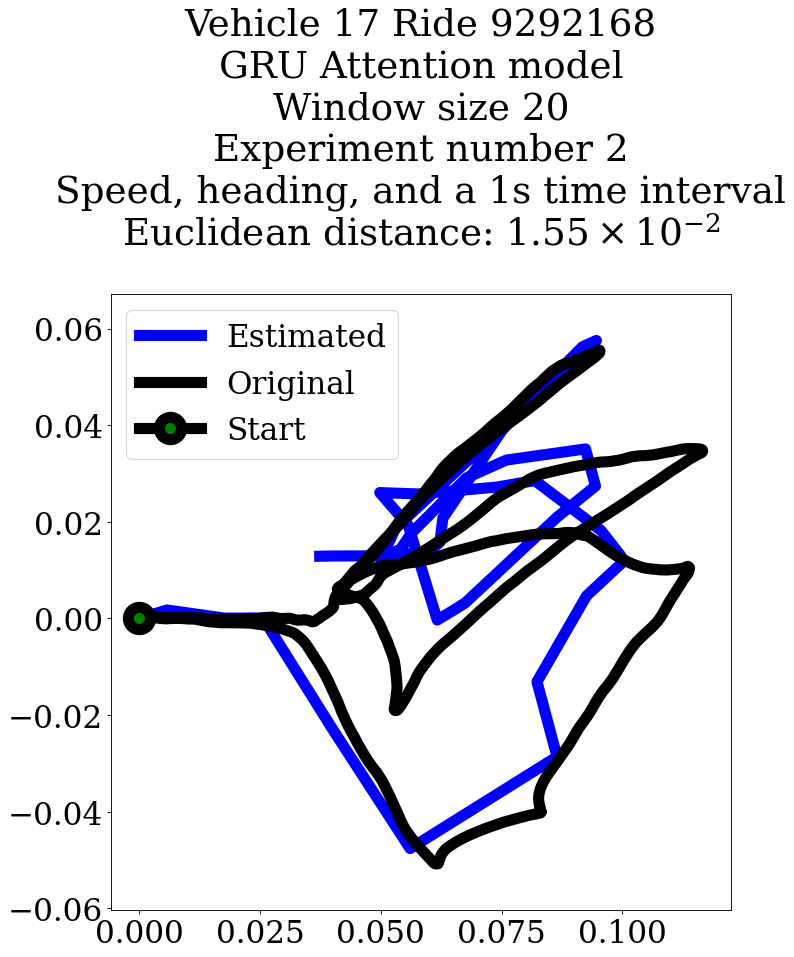 Vehicle 17 Ride 9292168
GRU Attention model
Window size 20
Experiment number 2
Speed, heading, and a 1s time interval
Euclidean distance: 1.55 × 10⁻²
Estimated
Original
Start
0.06
0.04
0.02
0.00
−0.02
−0.04
−0.06
0.000 0.025 0.050 0.075 0.100